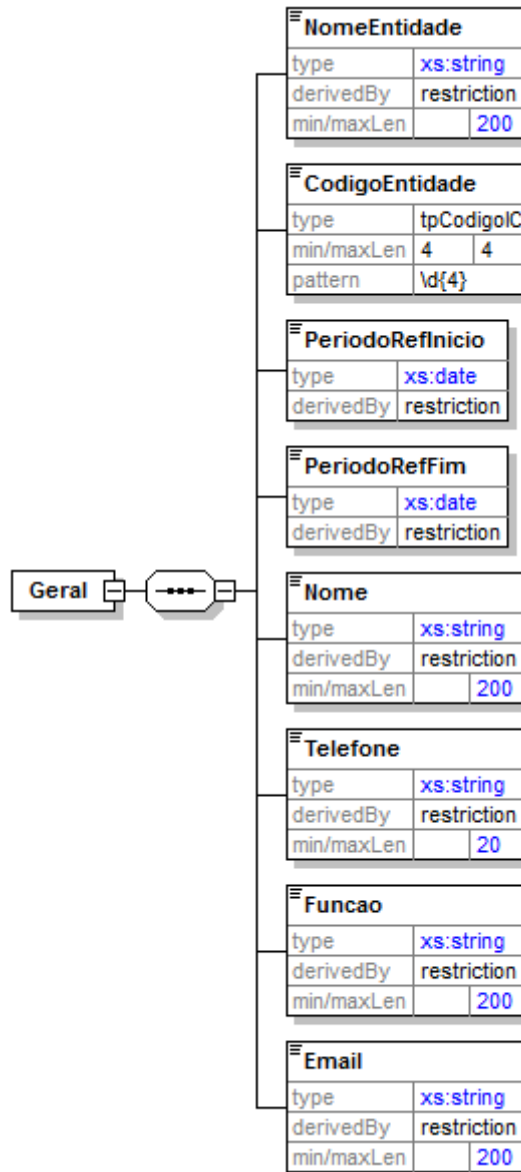 NomeEntidade
type xs:string
derivedBy restriction
min/maxLen 200
CodigoEntidade
type tpCodigoIC
min/maxLen 4 4
pattern \d{4}
PeriodoRefInicio
type xs:date
derivedBy restriction
PeriodoRefFim
type xs:date
derivedBy restriction
Geral
Nome
type xs:string
derivedBy restriction
min/maxLen 200
Telefone
type xs:string
derivedBy restriction
min/maxLen 20
Funcao
type xs:string
derivedBy restriction
min/maxLen 200
Email
type xs:string
derivedBy restriction
min/maxLen 200